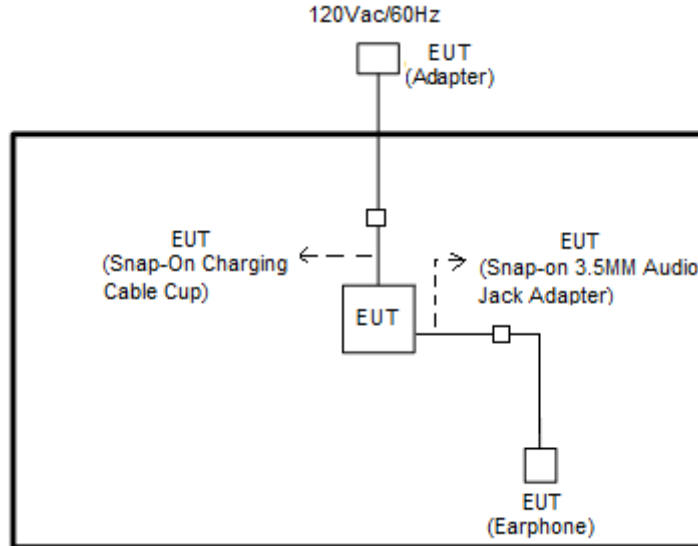 120Vac/60Hz
EUT
(Adapter)
EUT
(Snap-On Charging
Cable Cup)
EUT
(Snap-on 3.5MM Audio
Jack Adapter)
EUT
EUT
(Earphone)